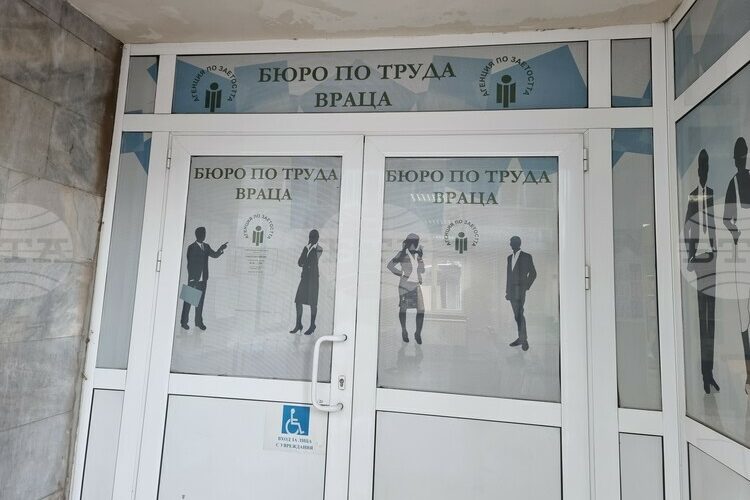 БЮРО ПО ТРУДА
ВРАЦА
АГЕНЦИЯ ПО ЗАЕТОСТТА
АГЕНЦИЯ ПО ЗАЕТОСТТА
БЮРО ПО ТРУДА
ВРАЦА
АГЕНЦИЯ ПО ЗАЕТОСТТА
БЮРО ПО ТРУДА
ВРАЦА
АГЕНЦИЯ ПО ЗАЕТОСТТА
ВХОД ЗА ЛИЦА
С УВРЕЖДАНИЯ